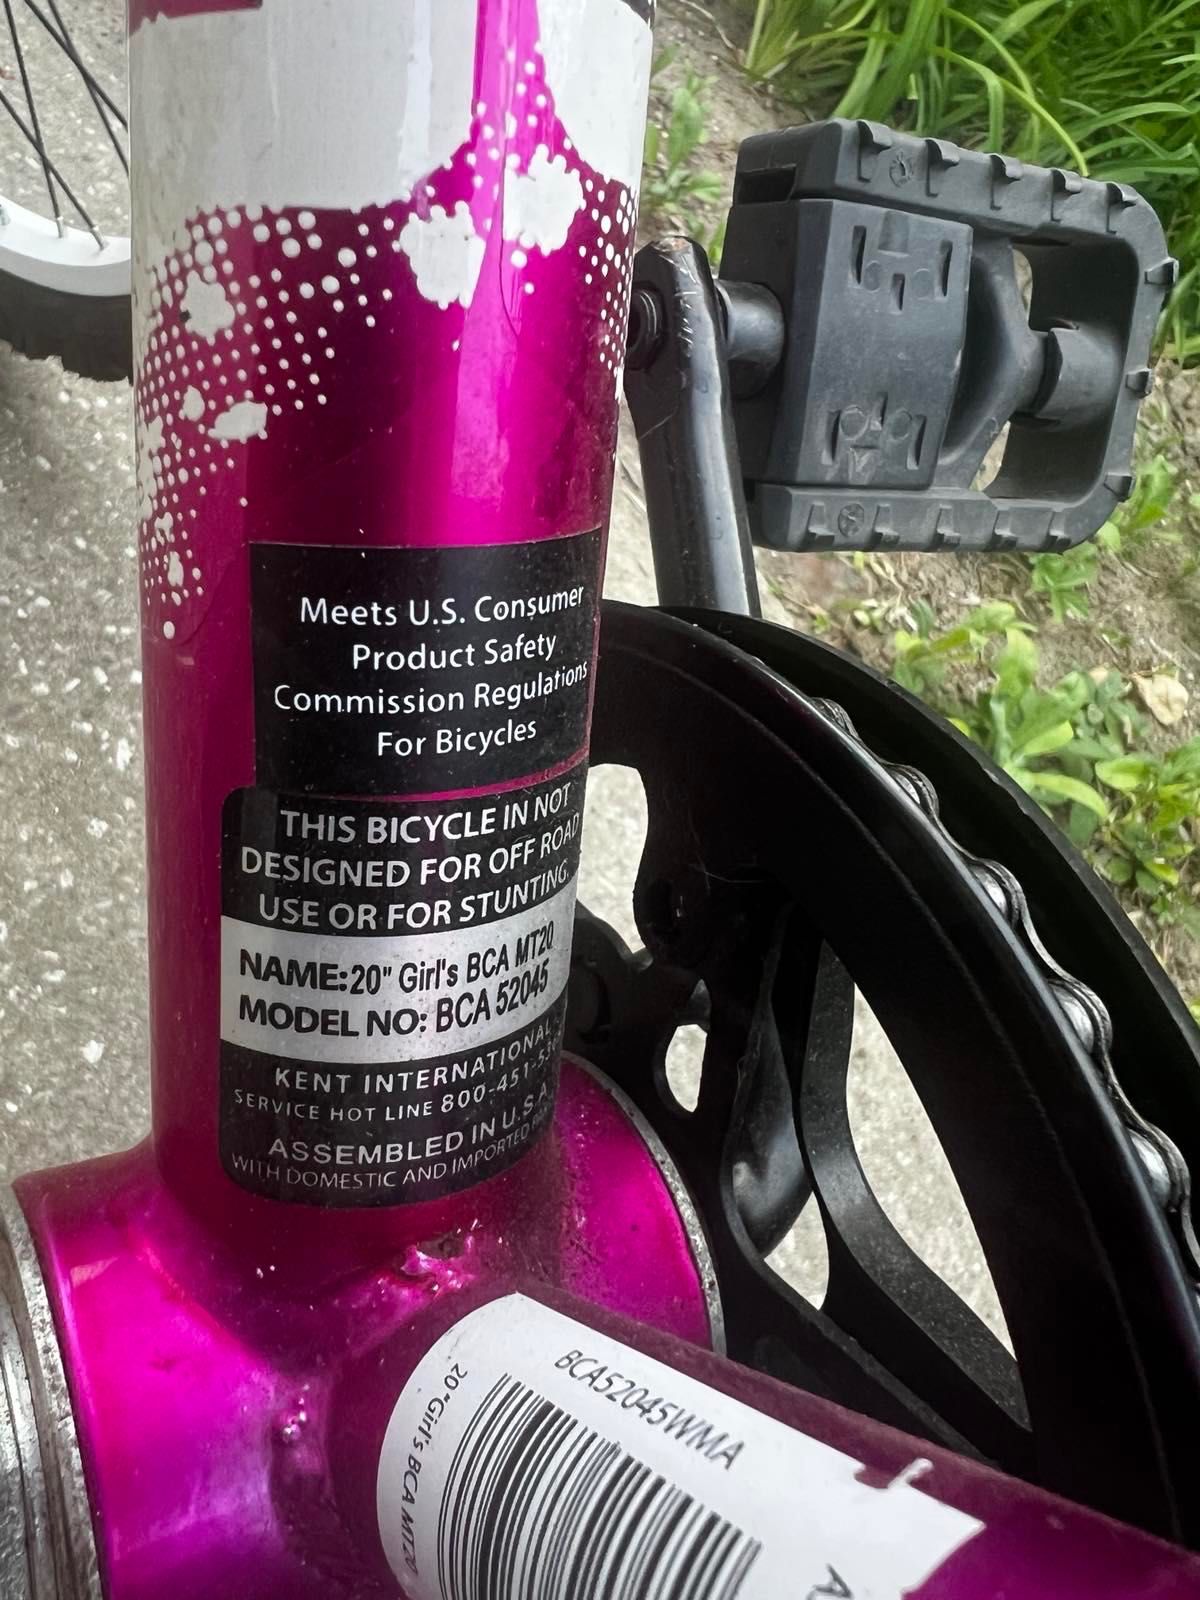 Meets U.S. Consumer
Product Safety
Commission Regulations
For Bicycles
THIS BICYCLE IN NOT
DESIGNED FOR OFF ROAD
USE OR FOR STUNTING.
NAME:20" Girl's BCA MT20
MODEL NO: BCA 52045
KENT INTERNATIONAL
SERVICE HOT LINE 800-451-
ASSEMBLED IN U.S.A.
WITH DOMESTIC AND IMPORTED
BCA52045WMA
20"Girl's BCA MT20